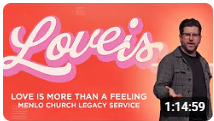 Love is
LOVE IS MORE THAN A FEELING
MENLO CHURCH LEGACY SERVICE
1:14:59